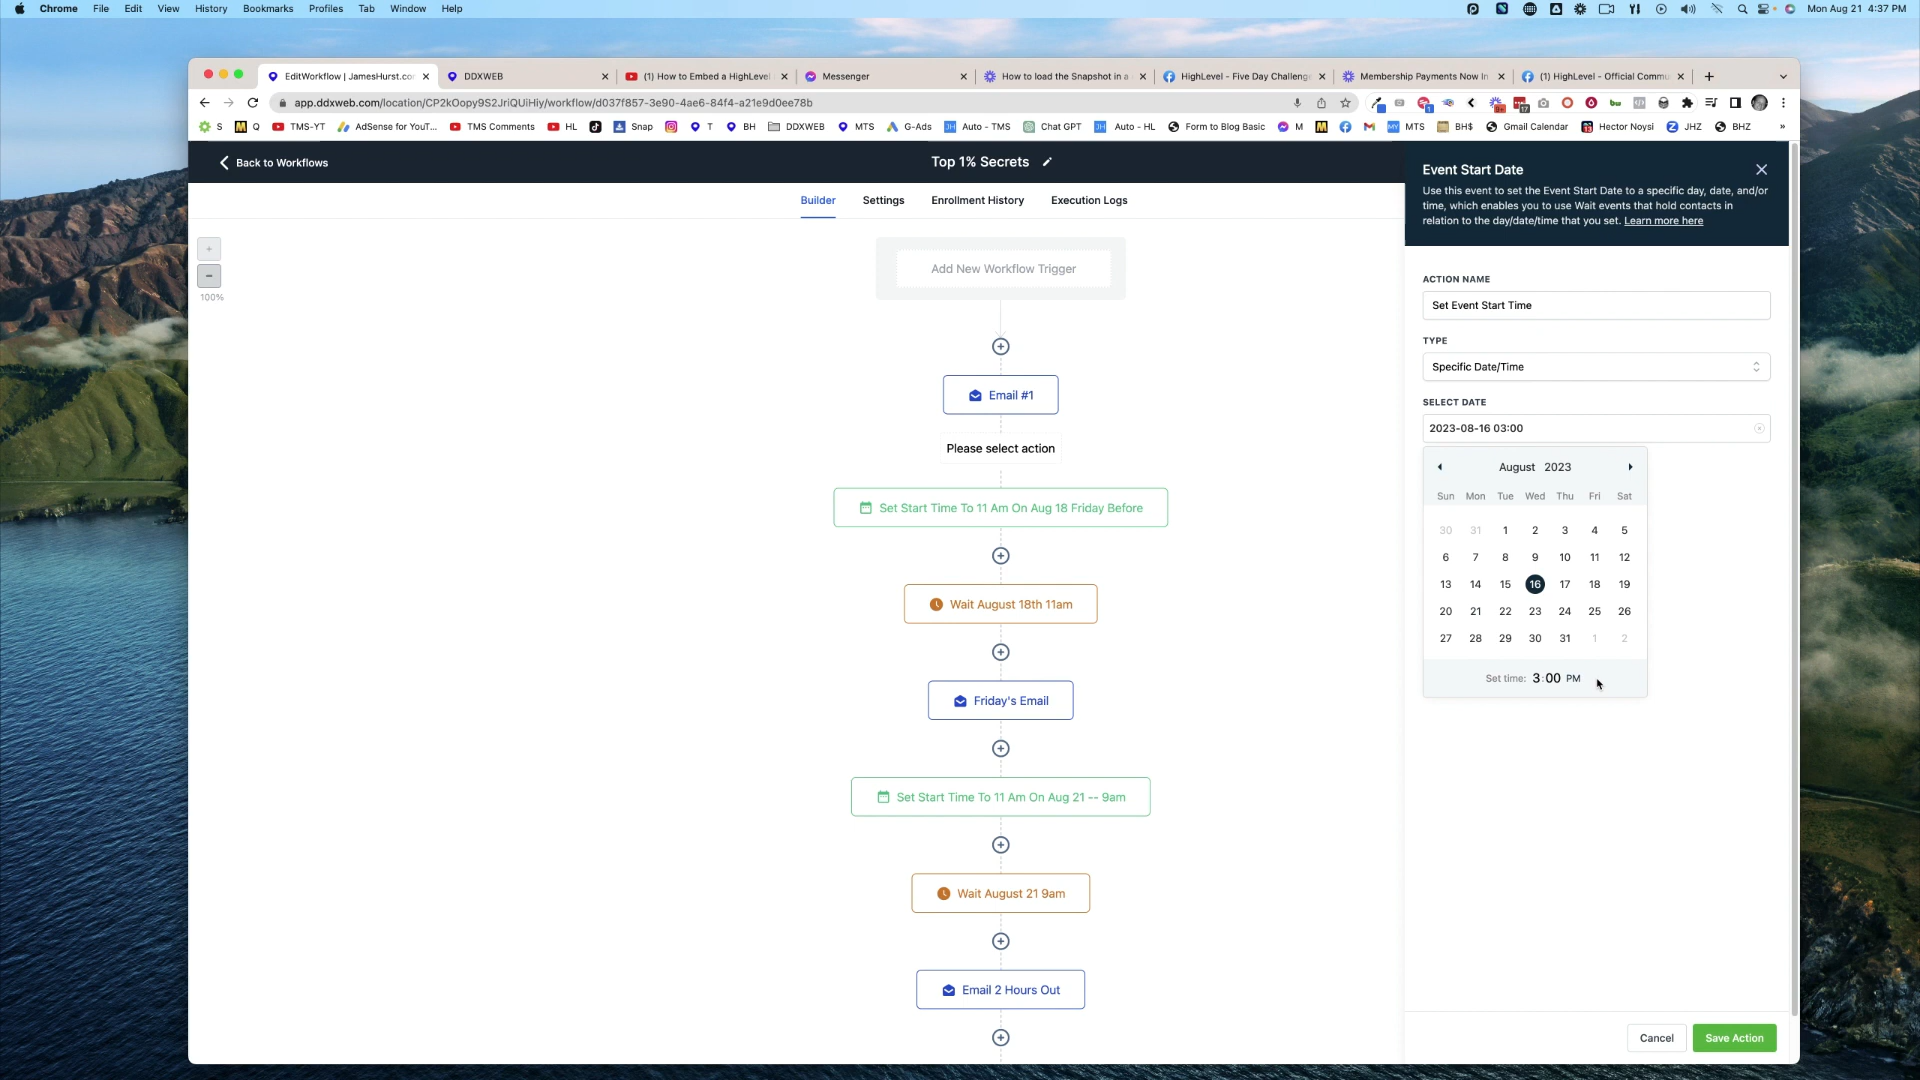 Chrome File Edit View History Bookmarks Profiles Tab Window Help
Mon Aug 21 4:37 PM
EditWorkflow | JamesHurst.co
DDXWEB
(1) How to Embed a HighLevel
Messenger
How to load the Snapshot in a
HighLevel - Five Day Challenge
Membership Payments Now In
(1) HighLevel - Official Commu
app.ddxweb.com/location/CP2kOopy9S2JriQUiHiy/workflow/d037f857-3e90-4ae6-84f4-a21e9d0ee78b
S
Q
TMS-YT
AdSense for YouT...
TMS Comments
HL
Snap
T
BH
DDXWEB
MTS
G-Ads
Auto - TMS
Chat GPT
Auto - HL
Form to Blog Basic
M
MTS
BH$
Gmail Calendar
Hector Noysi
JHZ
BHZ
»
Back to Workflows
Top 1% Secrets
Builder
Settings
Enrollment History
Execution Logs
+
-
100%
Add New Workflow Trigger
Email #1
Please select action
Set Start Time To 11 Am On Aug 18 Friday Before
Wait August 18th 11am
Friday's Email
Set Start Time To 11 Am On Aug 21 -- 9am
Wait August 21 9am
Email 2 Hours Out
Event Start Date
Use this event to set the Event Start Date to a specific day, date, and/or
time, which enables you to use Wait events that hold contacts in
relation to the day/date/time that you set. Learn more here
ACTION NAME
Set Event Start Time
TYPE
Specific Date/Time
SELECT DATE
2023-08-16 03:00
August 2023
Sun Mon Tue Wed Thu Fri Sat
30 31 1 2 3 4 5
6 7 8 9 10 11 12
13 14 15 16 17 18 19
20 21 22 23 24 25 26
27 28 29 30 31 1 2
Set time: 3:00 PM
Cancel
Save Action